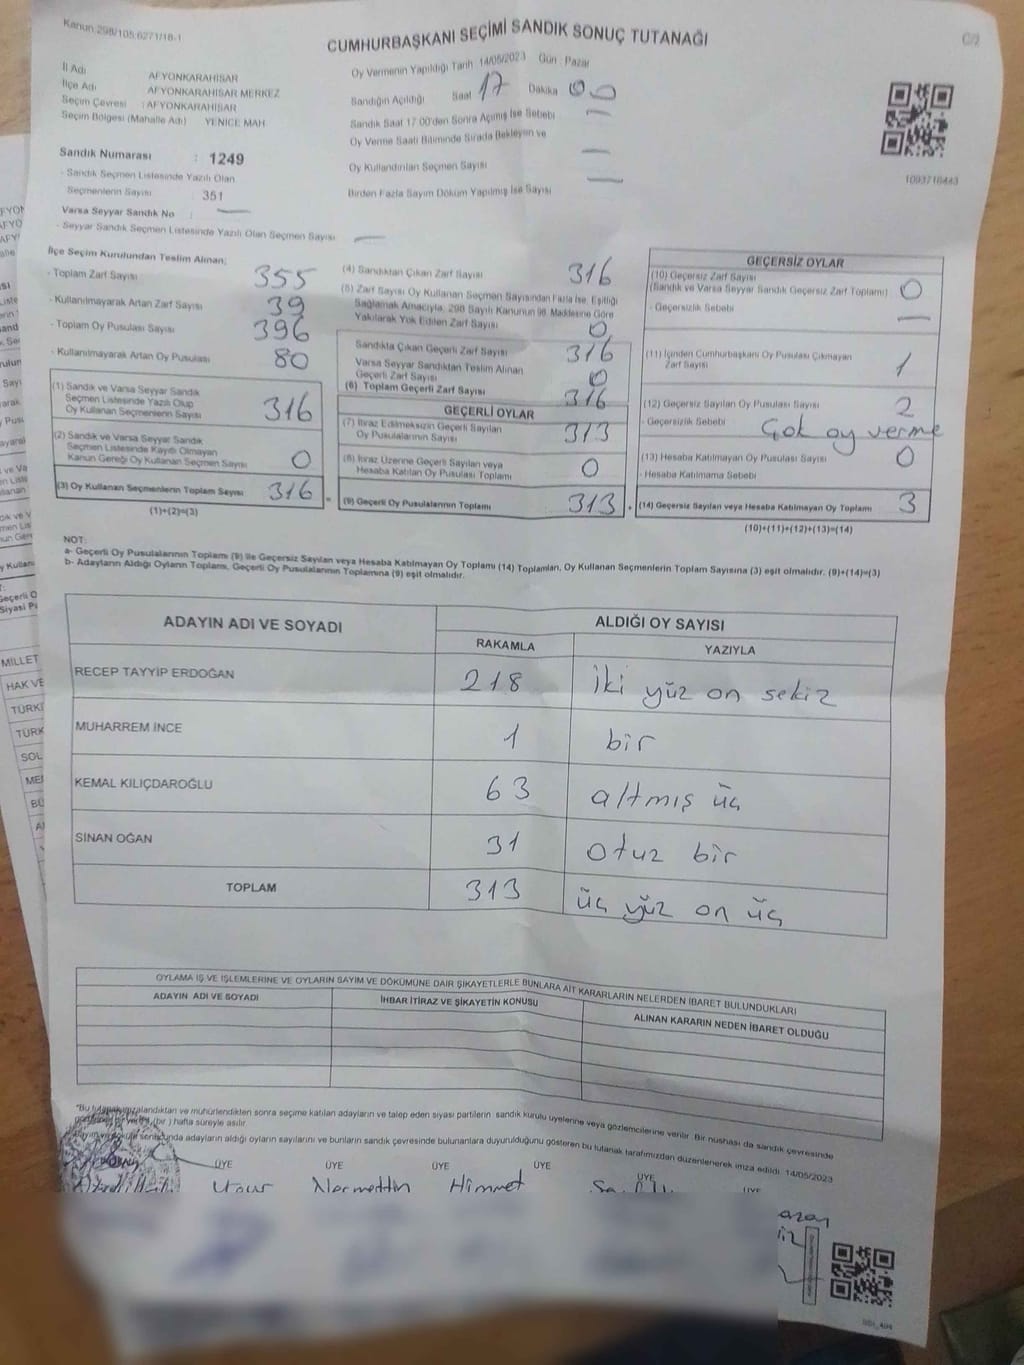 Kanun:298/105;6271/18-1
C/2
CUMHURBAŞKANI SEÇİMİ SANDIK SONUÇ TUTANAĞI
İl Adı AFYONKARAHİSAR
İlçe Adı AFYONKARAHİSAR MERKEZ
Seçim Çevresi : AFYONKARAHİSAR
Seçim Bölgesi (Mahalle Adı) YENİCE MAH
Sandık Numarası : 1249
- Sandık Seçmen Listesinde Yazılı Olan
Seçmenlerin Sayısı : 351
Varsa Seyyar Sandık No : —
- Seyyar Sandık Seçmen Listesinde Yazılı Olan Seçmen Sayısı —
Oy Vermenin Yapıldığı Tarih 14/05/2023 Gün : Pazar
Sandığın Açıldığı Saat 17 Dakika 00
Sandık Saat 17:00'den Sonra Açılmış İse Sebebi —
Oy Verme Saati Bitiminde Sırada Bekleyen ve
Oy Kullandırılan Seçmen Sayısı —
Birden Fazla Sayım Döküm Yapılmış İse Sayısı —
1093716443
İlçe Seçim Kurulundan Teslim Alınan;
- Toplam Zarf Sayısı 355
- Kullanılmayarak Artan Zarf Sayısı 39
- Toplam Oy Pusulası Sayısı 396
- Kullanılmayarak Artan Oy Pusulası 80
(1) Sandık ve Varsa Seyyar Sandık
Seçmen Listesinde Yazılı Olup
Oy Kullanan Seçmenlerin Sayısı 316
(2) Sandık ve Varsa Seyyar Sandık
Seçmen Listesinde Kayıtlı Olmayan
Kanun Gereği Oy Kullanan Seçmen Sayısı 0
(3) Oy Kullanan Seçmenlerin Toplam Sayısı 316
(1)+(2)=(3)
(4) Sandıktan Çıkan Zarf Sayısı 316
(5) Zarf Sayısı Oy Kullanan Seçmen Sayısından Fazla İse, Eşitliği
Sağlamak Amacıyla; 298 Sayılı Kanunun 98. Maddesine Göre
Yakılarak Yok Edilen Zarf Sayısı 0
Sandıkta Çıkan Geçerli Zarf Sayısı 316
Varsa Seyyar Sandıktan Teslim Alınan
Geçerli Zarf Sayısı 0
(6) Toplam Geçerli Zarf Sayısı 316
GEÇERLİ OYLAR
(7) İtiraz Edilmeksizin Geçerli Sayılan
Oy Pusulalarının Sayısı 313
(8) İtiraz Üzerine Geçerli Sayılan veya
Hesaba Katılan Oy Pusulası Toplamı 0
(9) Geçerli Oy Pusulalarının Toplamı 313
GEÇERSİZ OYLAR
(10) Geçersiz Zarf Sayısı
(Sandık ve Varsa Seyyar Sandık Geçersiz Zarf Toplamı) 0
- Geçersizlik Sebebi —
(11) İçinden Cumhurbaşkanı Oy Pusulası Çıkmayan
Zarf Sayısı 1
(12) Geçersiz Sayılan Oy Pusulası Sayısı 2
- Geçersizlik Sebebi Çok oy verme
(13) Hesaba Katılmayan Oy Pusulası Sayısı 0
- Hesaba Katılmama Sebebi
(14) Geçersiz Sayılan veya Hesaba Katılmayan Oy Toplamı 3
(10)+(11)+(12)+(13)=(14)
NOT:
a- Geçerli Oy Pusulalarının Toplamı (9) ile Geçersiz Sayılan veya Hesaba Katılmayan Oy Toplamı (14) Toplamları, Oy Kullanan Seçmenlerin Toplam Sayısına (3) eşit olmalıdır. (9)+(14)=(3)
b- Adayların Aldığı Oyların Toplamı, Geçerli Oy Pusulalarının Toplamına (9) eşit olmalıdır.
ADAYIN ADI VE SOYADI ALDIĞI OY SAYISI
RAKAMLA YAZIYLA
RECEP TAYYİP ERDOĞAN 218 iki yüz on sekiz
MUHARREM İNCE 1 bir
KEMAL KILIÇDAROĞLU 63 altmış üç
SİNAN OĞAN 31 otuz bir
TOPLAM 313 üç yüz on üç
OYLAMA İŞ VE İŞLEMLERİNE VE OYLARIN SAYIM VE DÖKÜMÜNE DAİR ŞİKAYETLERLE BUNLARA AİT KARARLARIN NELERDEN İBARET BULUNDUKLARI
ADAYIN ADI VE SOYADI İHBAR İTİRAZ VE ŞİKAYETİN KONUSU ALINAN KARARIN NEDEN İBARET OLDUĞU
"Bu tutanak imzalandıktan ve mühürlendikten sonra seçime katılan adayların ve talep eden siyasi partilerin sandık kurulu üyelerine veya gözlemcilerine verilir. Bir nüshası da sandık çevresinde
(bir) hafta süreyle asılır.
sonunda adayların aldığı oyların sayılarını ve bunların sandık çevresinde bulunanlara duyurulduğunu gösteren bu tutanak tarafımızdan düzenlenerek imza edildi. 14/05/2023
ÜYE ÜYE ÜYE ÜYE ÜYE ÜYE
Nermettin Himmet